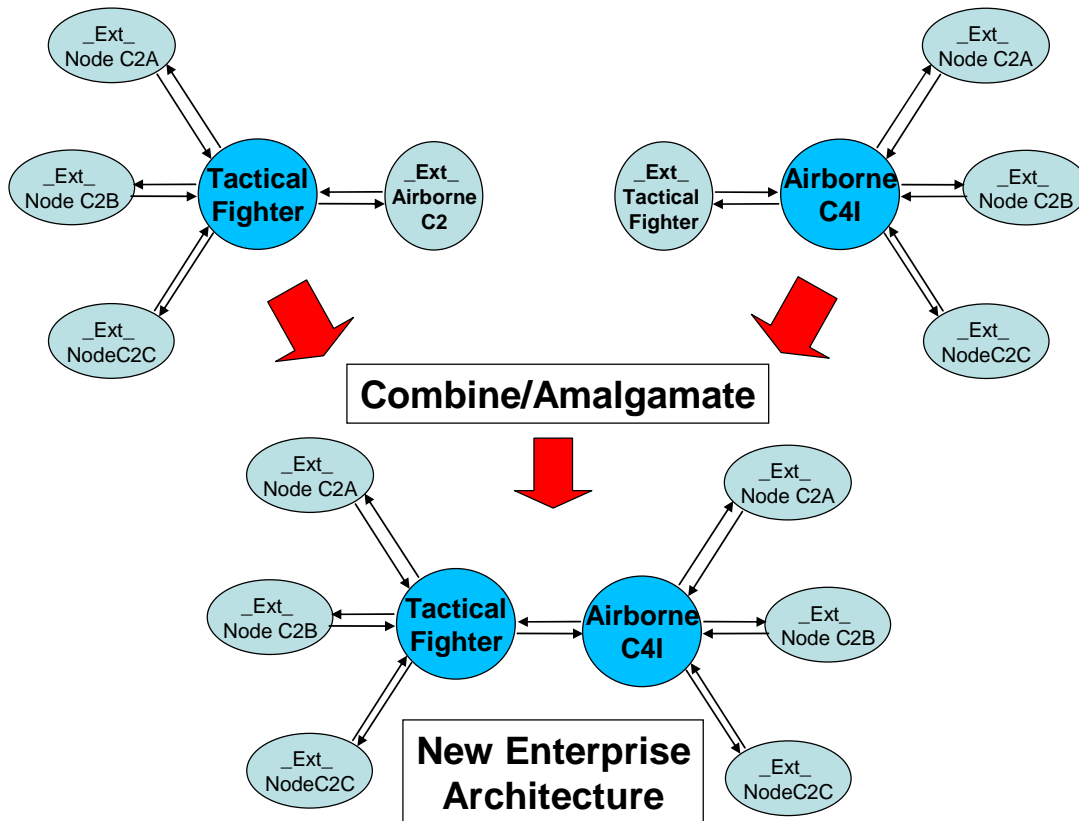 _Ext_
Node C2A
_Ext_
Node C2B
_Ext_
NodeC2C
Tactical
Fighter
_Ext_
Airborne
C2
_Ext_
Tactical
Fighter
Airborne
C4I
_Ext_
Node C2A
_Ext_
Node C2B
_Ext_
NodeC2C
Combine/Amalgamate
_Ext_
Node C2A
_Ext_
Node C2B
_Ext_
NodeC2C
Tactical
Fighter
Airborne
C4I
_Ext_
Node C2A
_Ext_
Node C2B
_Ext_
NodeC2C
New Enterprise
Architecture